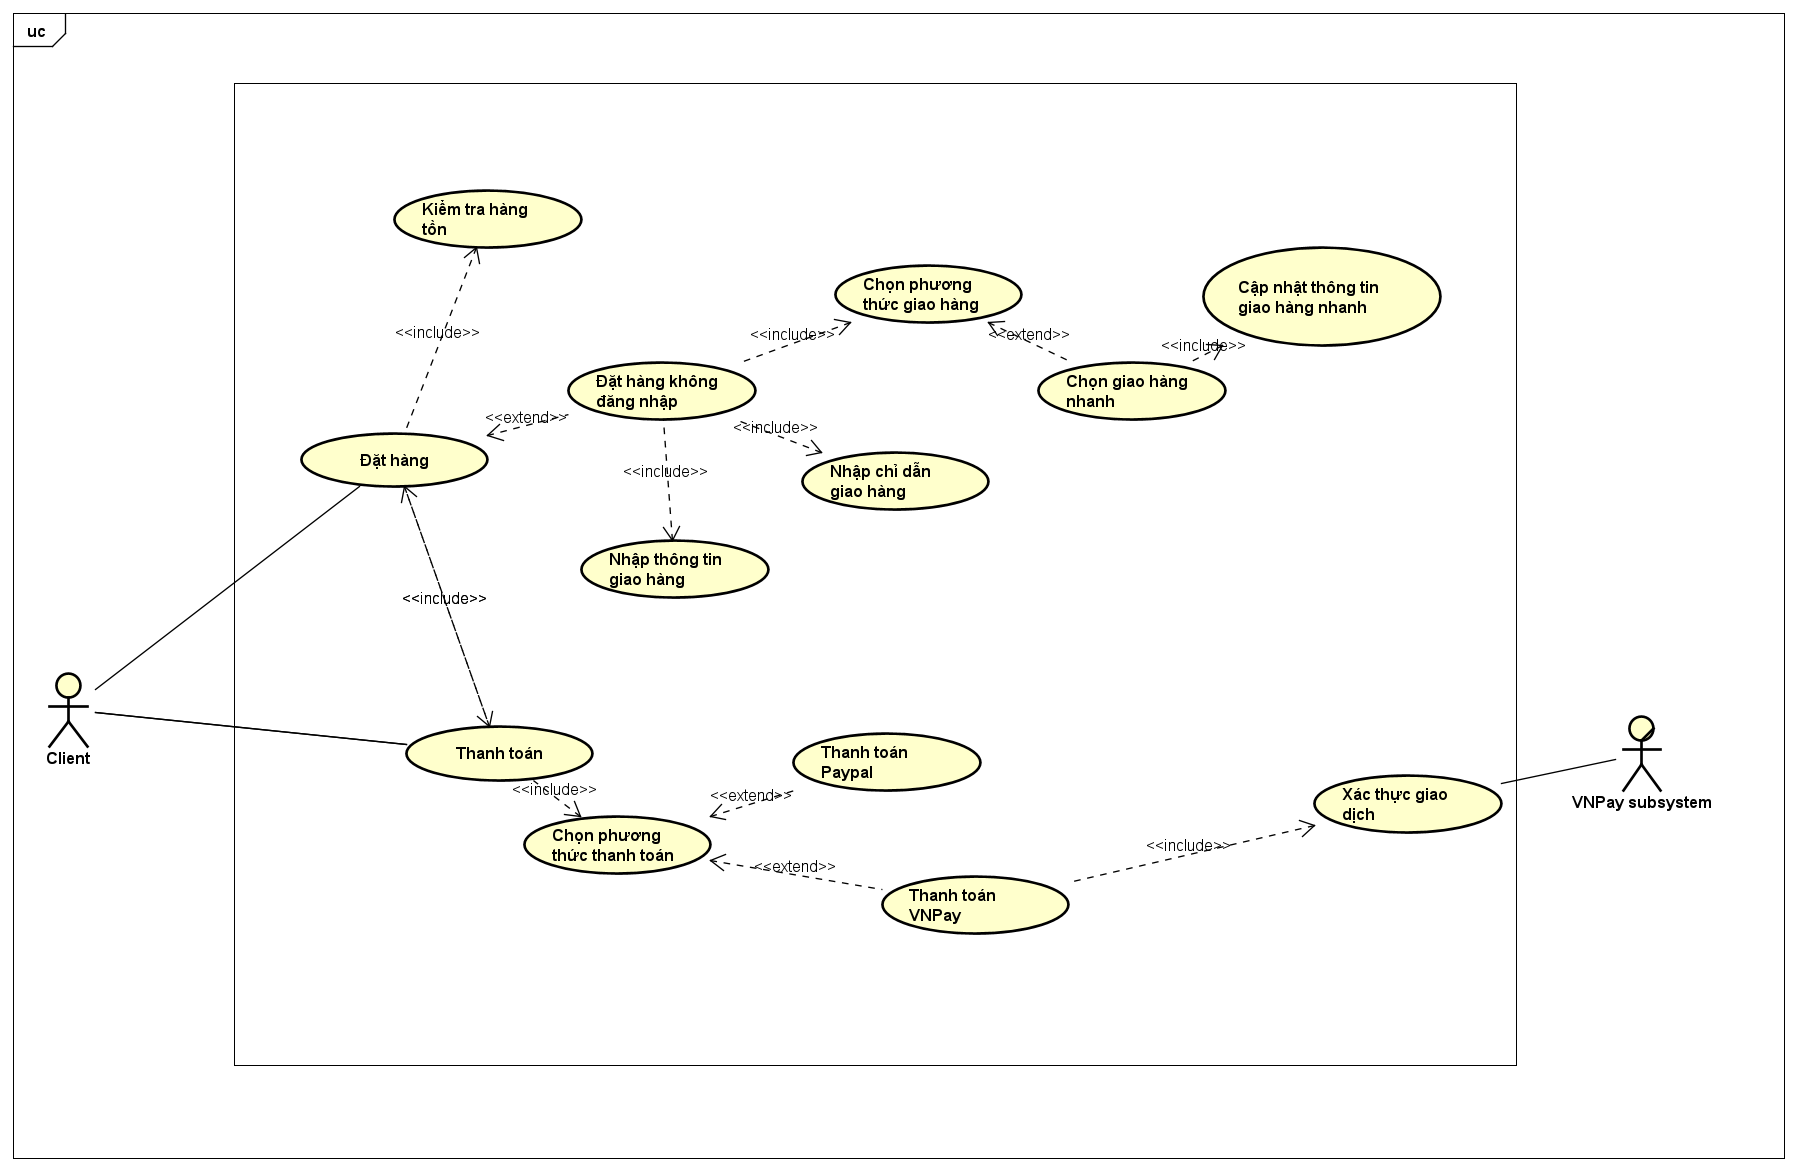 uc
Kiểm tra hàng
tồn
<<include>>
Chọn phương
thức giao hàng
Cập nhật thông tin
giao hàng nhanh
<<include>>
<<extend>>
<<include>>
Đặt hàng không
đăng nhập
Chọn giao hàng
nhanh
<<extend>>
<<include>>
Đặt hàng
<<include>>
Nhập chỉ dẫn
giao hàng
Nhập thông tin
giao hàng
<<include>>
Client
Thanh toán
Thanh toán
Paypal
<<include>>
<<extend>>
Chọn phương
thức thanh toán
<<extend>>
Thanh toán
VNPay
<<include>>
Xác thực giao
dịch
VNPay subsystem